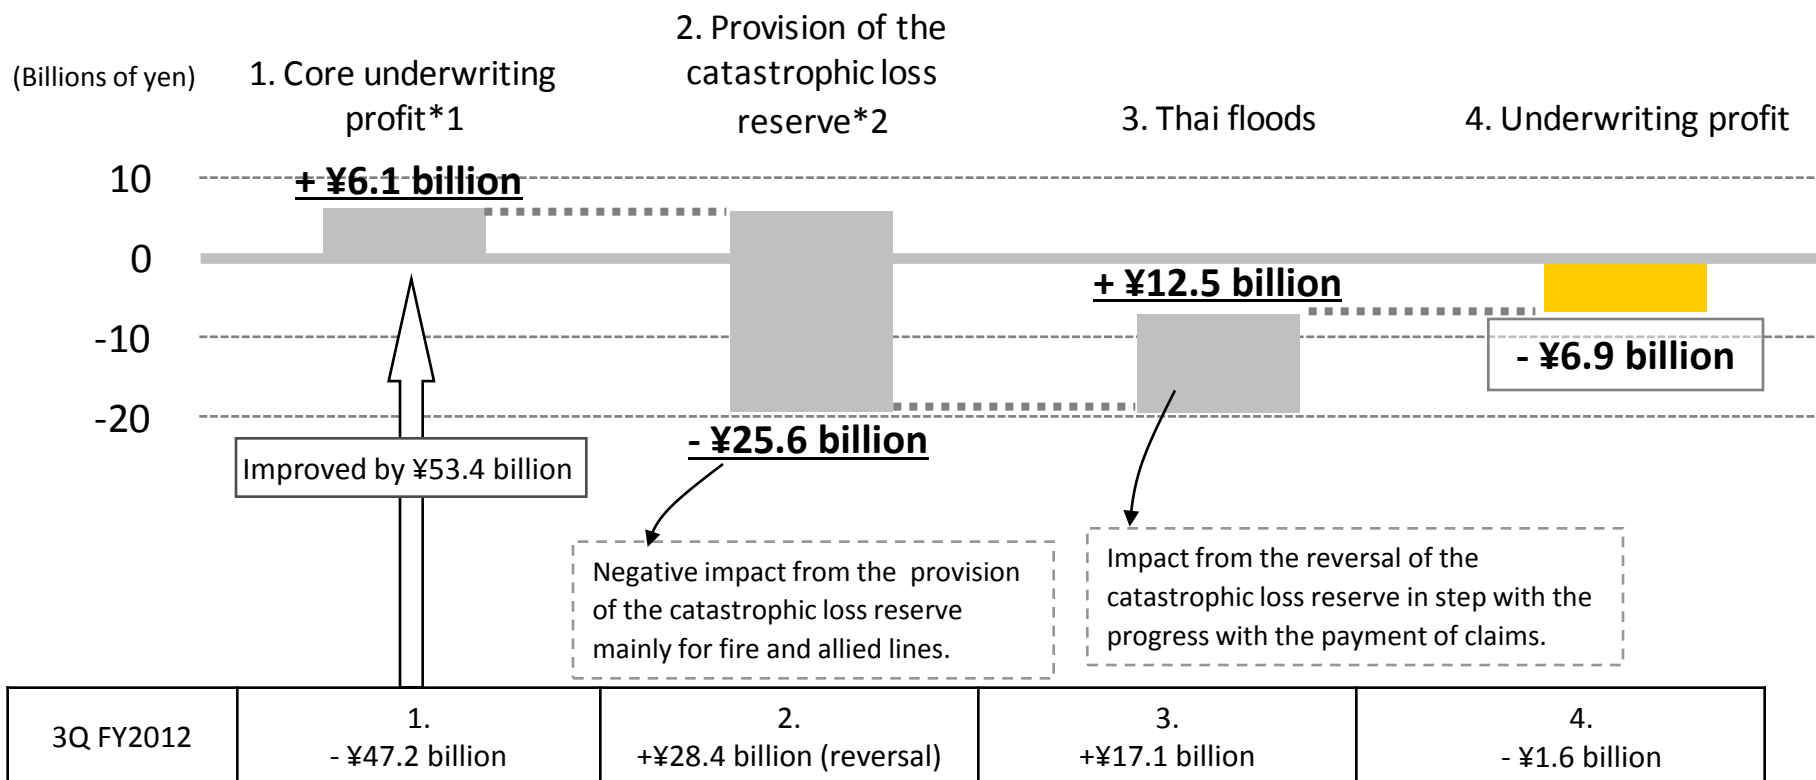 (Billions of yen)
1. Core underwriting
profit*1
2. Provision of the
catastrophic loss
reserve*2
3. Thai floods
4. Underwriting profit
10
0
-10
-20
+ ¥6.1 billion
- ¥25.6 billion
+ ¥12.5 billion
- ¥6.9 billion
Improved by ¥53.4 billion
Negative impact from the provision
of the catastrophic loss reserve
mainly for fire and allied lines.
Impact from the reversal of the
catastrophic loss reserve in step with the
progress with the payment of claims.
3Q FY2012
1.
- ¥47.2 billion
2.
+¥28.4 billion (reversal)
3.
+¥17.1 billion
4.
- ¥1.6 billion